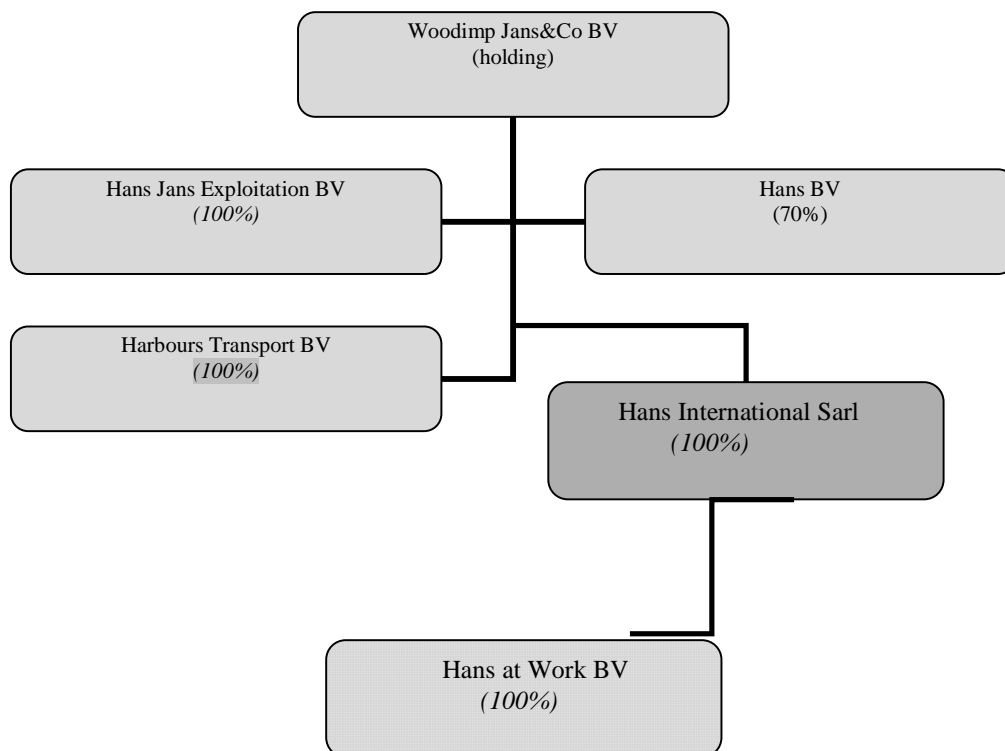 Woodimp Jans&Co BV
(holding)
Hans Jans Exploitation BV
(100%)
Hans BV
(70%)
Harbours Transport BV
(100%)
Hans International Sarl
(100%)
Hans at Work BV
(100%)